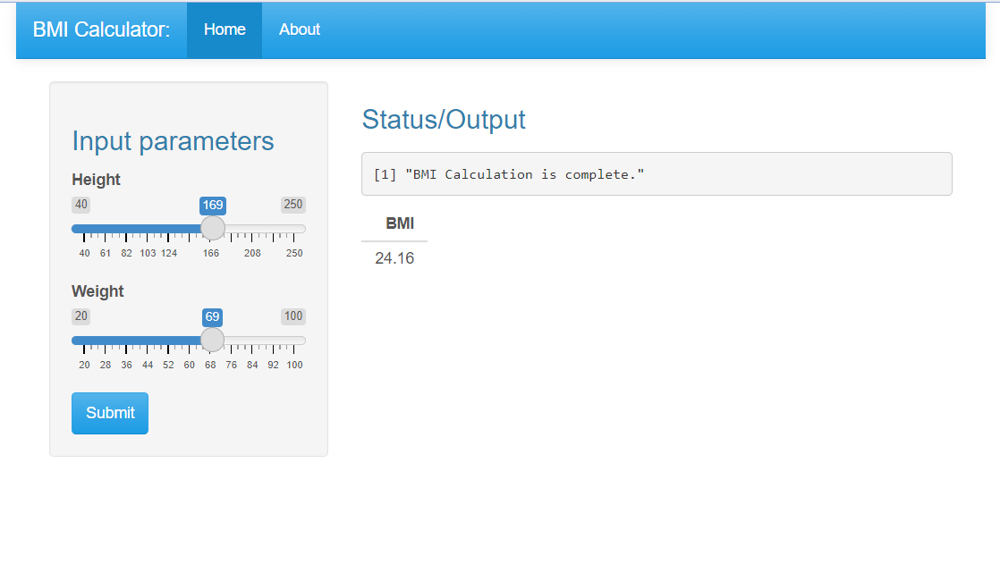 BMI Calculator: Home About
Input parameters
Height
40 169 250
40 61 82 103 124 166 208 250
Weight
20 69 100
20 28 36 44 52 60 68 76 84 92 100
Submit
Status/Output
[1] "BMI Calculation is complete."
BMI
24.16